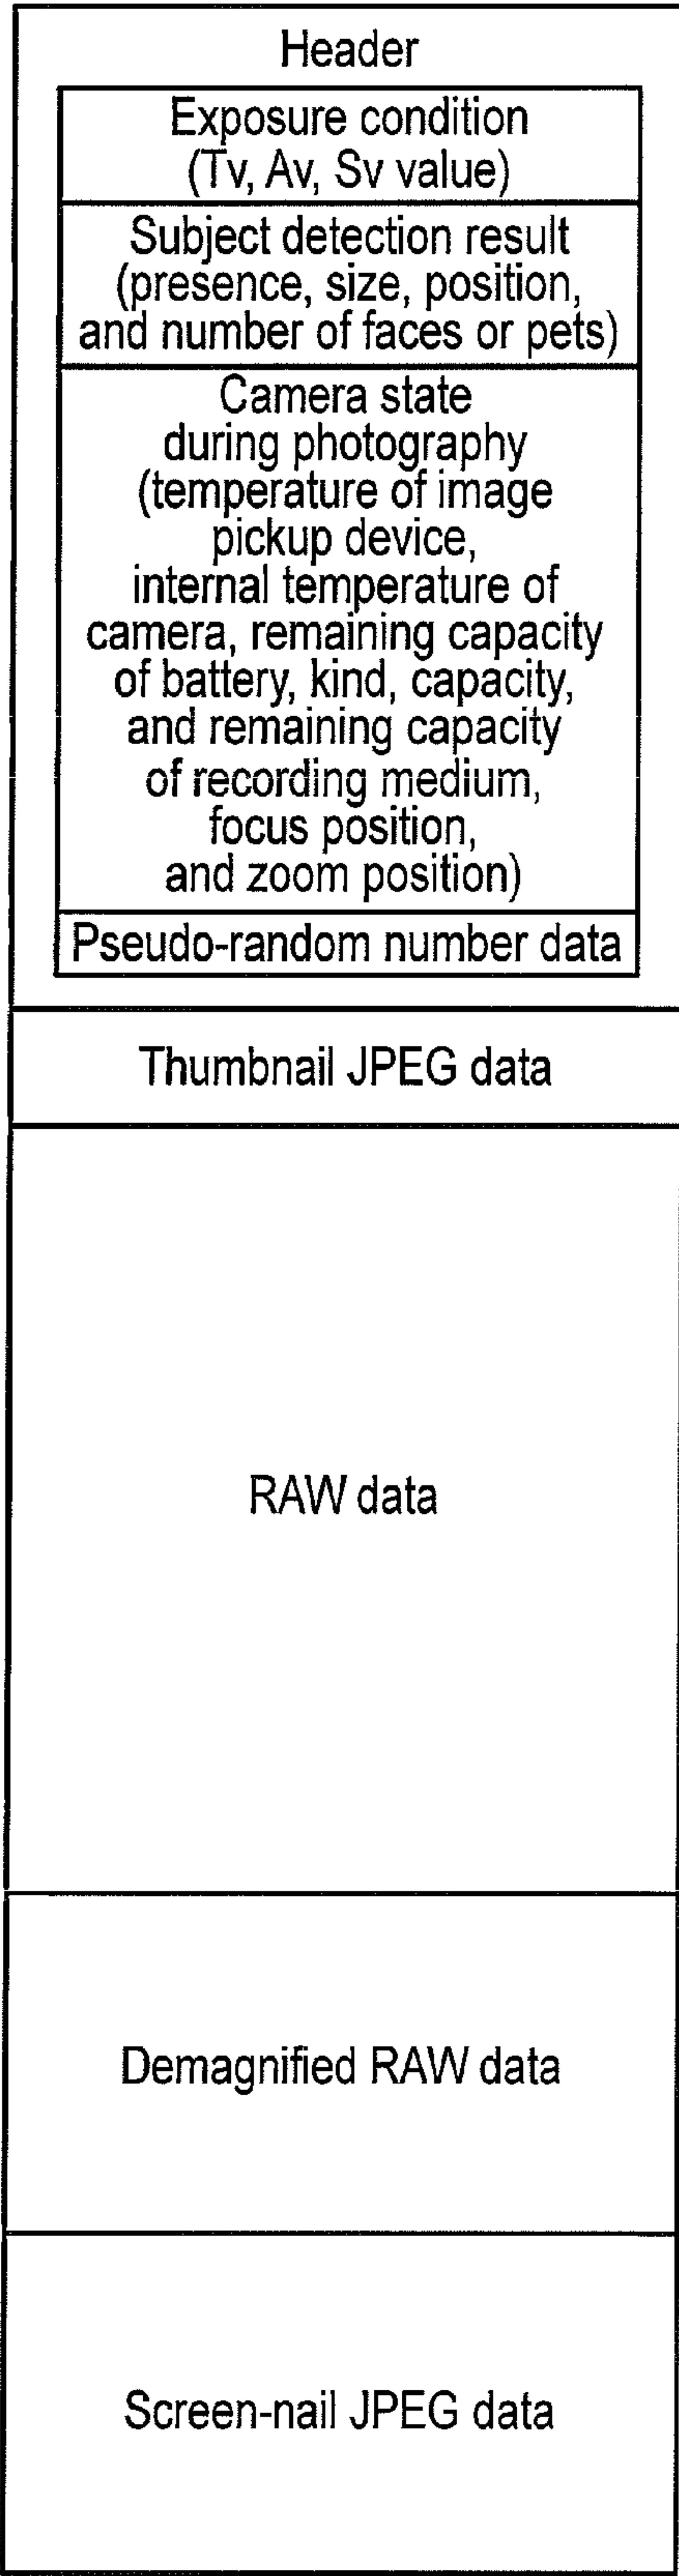 Header
Exposure condition
(Tv, Av, Sv value)
Subject detection result
(presence, size, position,
and number of faces or pets)
Camera state
during photography
(temperature of image
pickup device,
internal temperature of
camera, remaining capacity
of battery, kind, capacity,
and remaining capacity
of recording medium,
focus position,
and zoom position)
Pseudo-random number data
Thumbnail JPEG data
RAW data
Demagnified RAW data
Screen-nail JPEG data